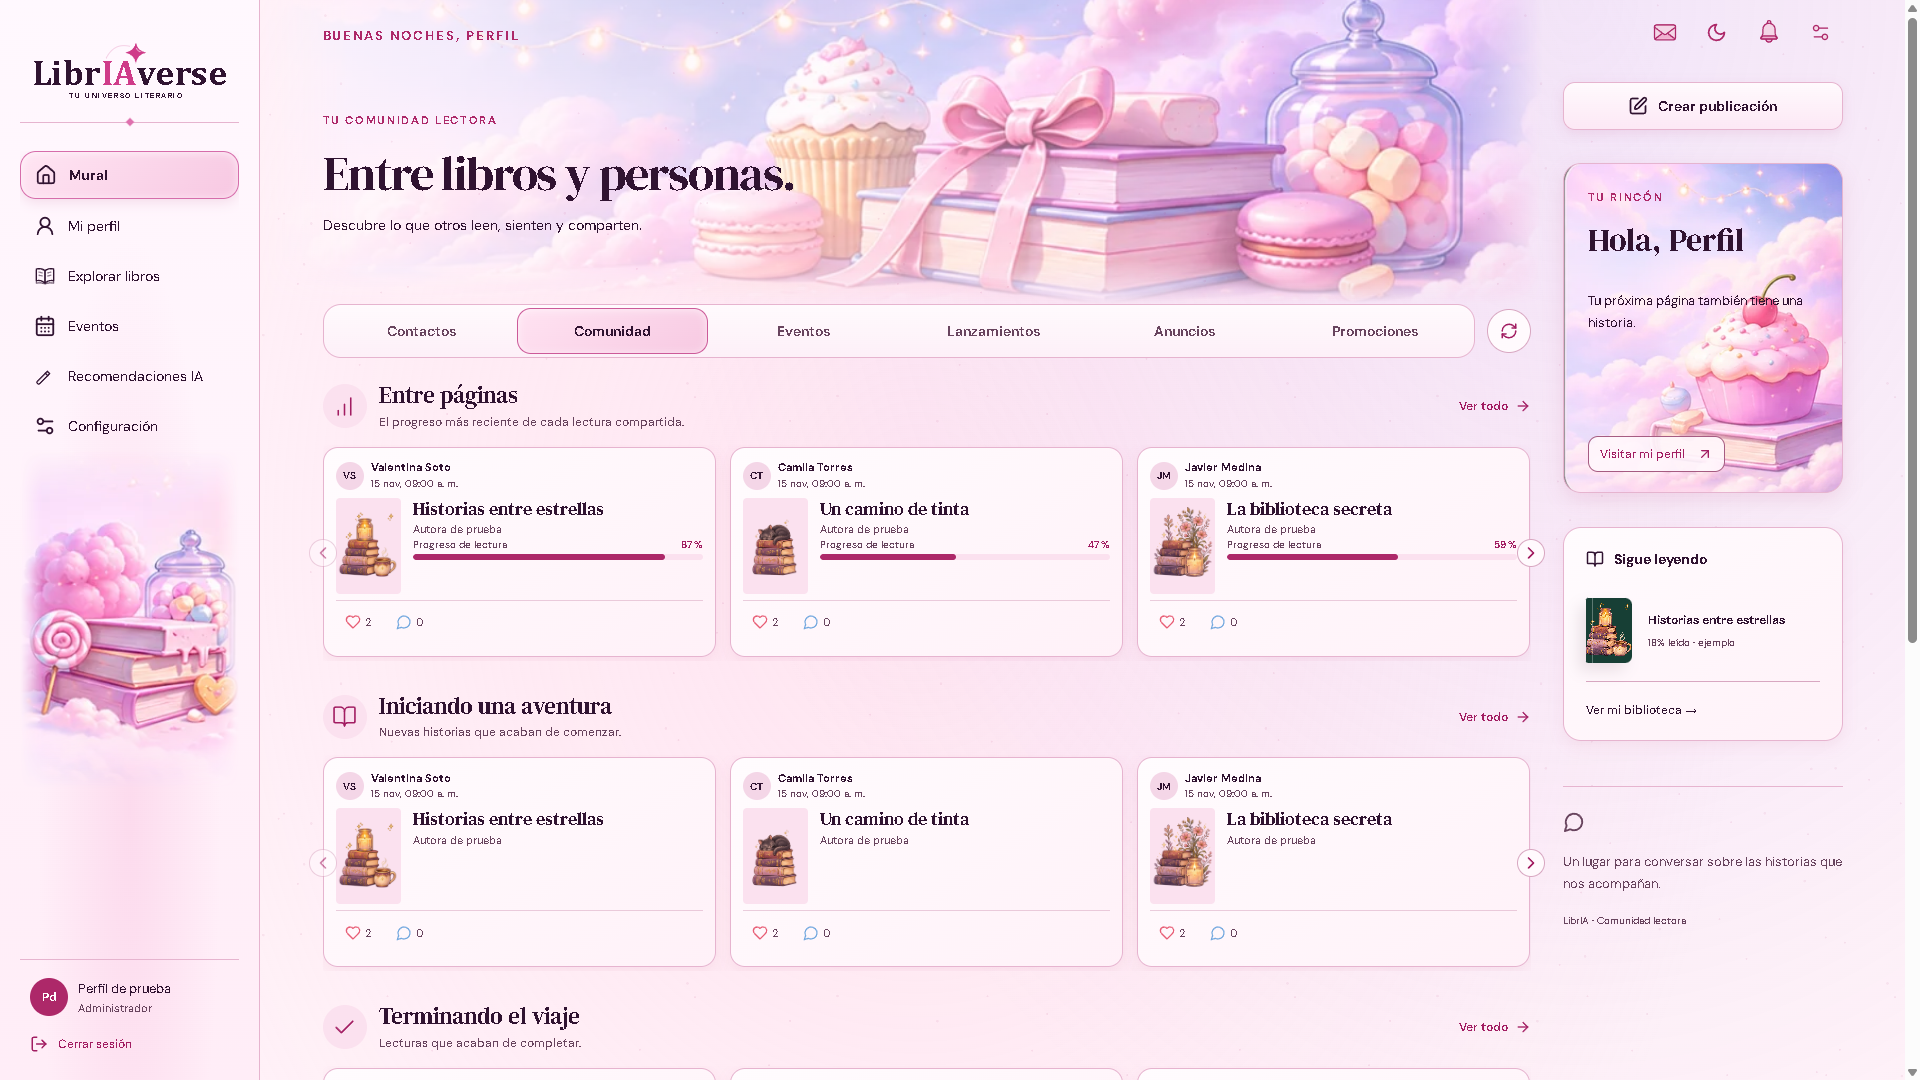 LibrIAverse
TU UNIVERSO LITERARIO
Mural
Mi perfil
Explorar libros
Eventos
Recomendaciones IA
Configuración
Pd
Perfil de prueba
Administrador
Cerrar sesión
BUENAS NOCHES, PERFIL
TU COMUNIDAD LECTORA
Entre libros y personas.
Descubre lo que otros leen, sienten y comparten.
Contactos
Comunidad
Eventos
Lanzamientos
Anuncios
Promociones
Entre páginas
El progreso más reciente de cada lectura compartida.
Ver todo
VS
Valentina Soto
15 nov, 09:00 a. m.
Historias entre estrellas
Autora de prueba
Progreso de lectura
87%
2
0
CT
Camila Torres
15 nov, 09:00 a. m.
Un camino de tinta
Autora de prueba
Progreso de lectura
47%
2
0
JM
Javier Medina
15 nov, 09:00 a. m.
La biblioteca secreta
Autora de prueba
Progreso de lectura
59%
2
0
Iniciando una aventura
Nuevas historias que acaban de comenzar.
Ver todo
VS
Valentina Soto
15 nov, 09:00 a. m.
Historias entre estrellas
Autora de prueba
2
0
CT
Camila Torres
15 nov, 09:00 a. m.
Un camino de tinta
Autora de prueba
2
0
JM
Javier Medina
15 nov, 09:00 a. m.
La biblioteca secreta
Autora de prueba
2
0
Terminando el viaje
Lecturas que acaban de completar.
Ver todo
Crear publicación
TU RINCÓN
Hola, Perfil
Tu próxima página también tiene una
historia.
Visitar mi perfil
Sigue leyendo
Historias entre estrellas
18% leído · ejemplo
Ver mi biblioteca →
Un lugar para conversar sobre las historias que
nos acompañan.
LibrIA · Comunidad lectora